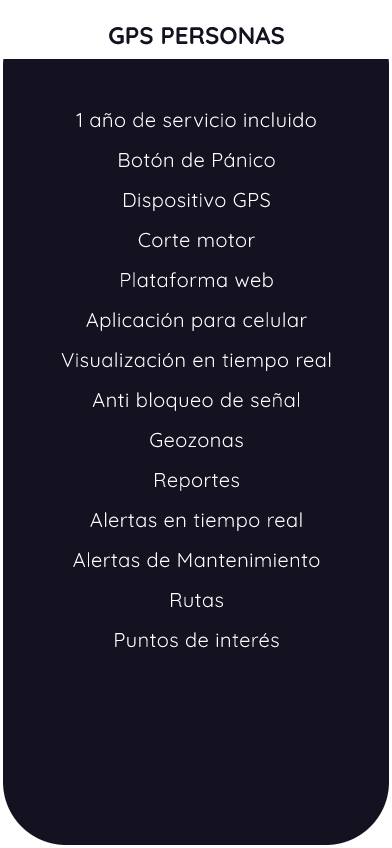 GPS PERSONAS
1 año de servicio incluido
Botón de Pánico
Dispositivo GPS
Corte motor
Plataforma web
Aplicación para celular
Visualización en tiempo real
Anti bloqueo de señal
Geozonas
Reportes
Alertas en tiempo real
Alertas de Mantenimiento
Rutas
Puntos de interés